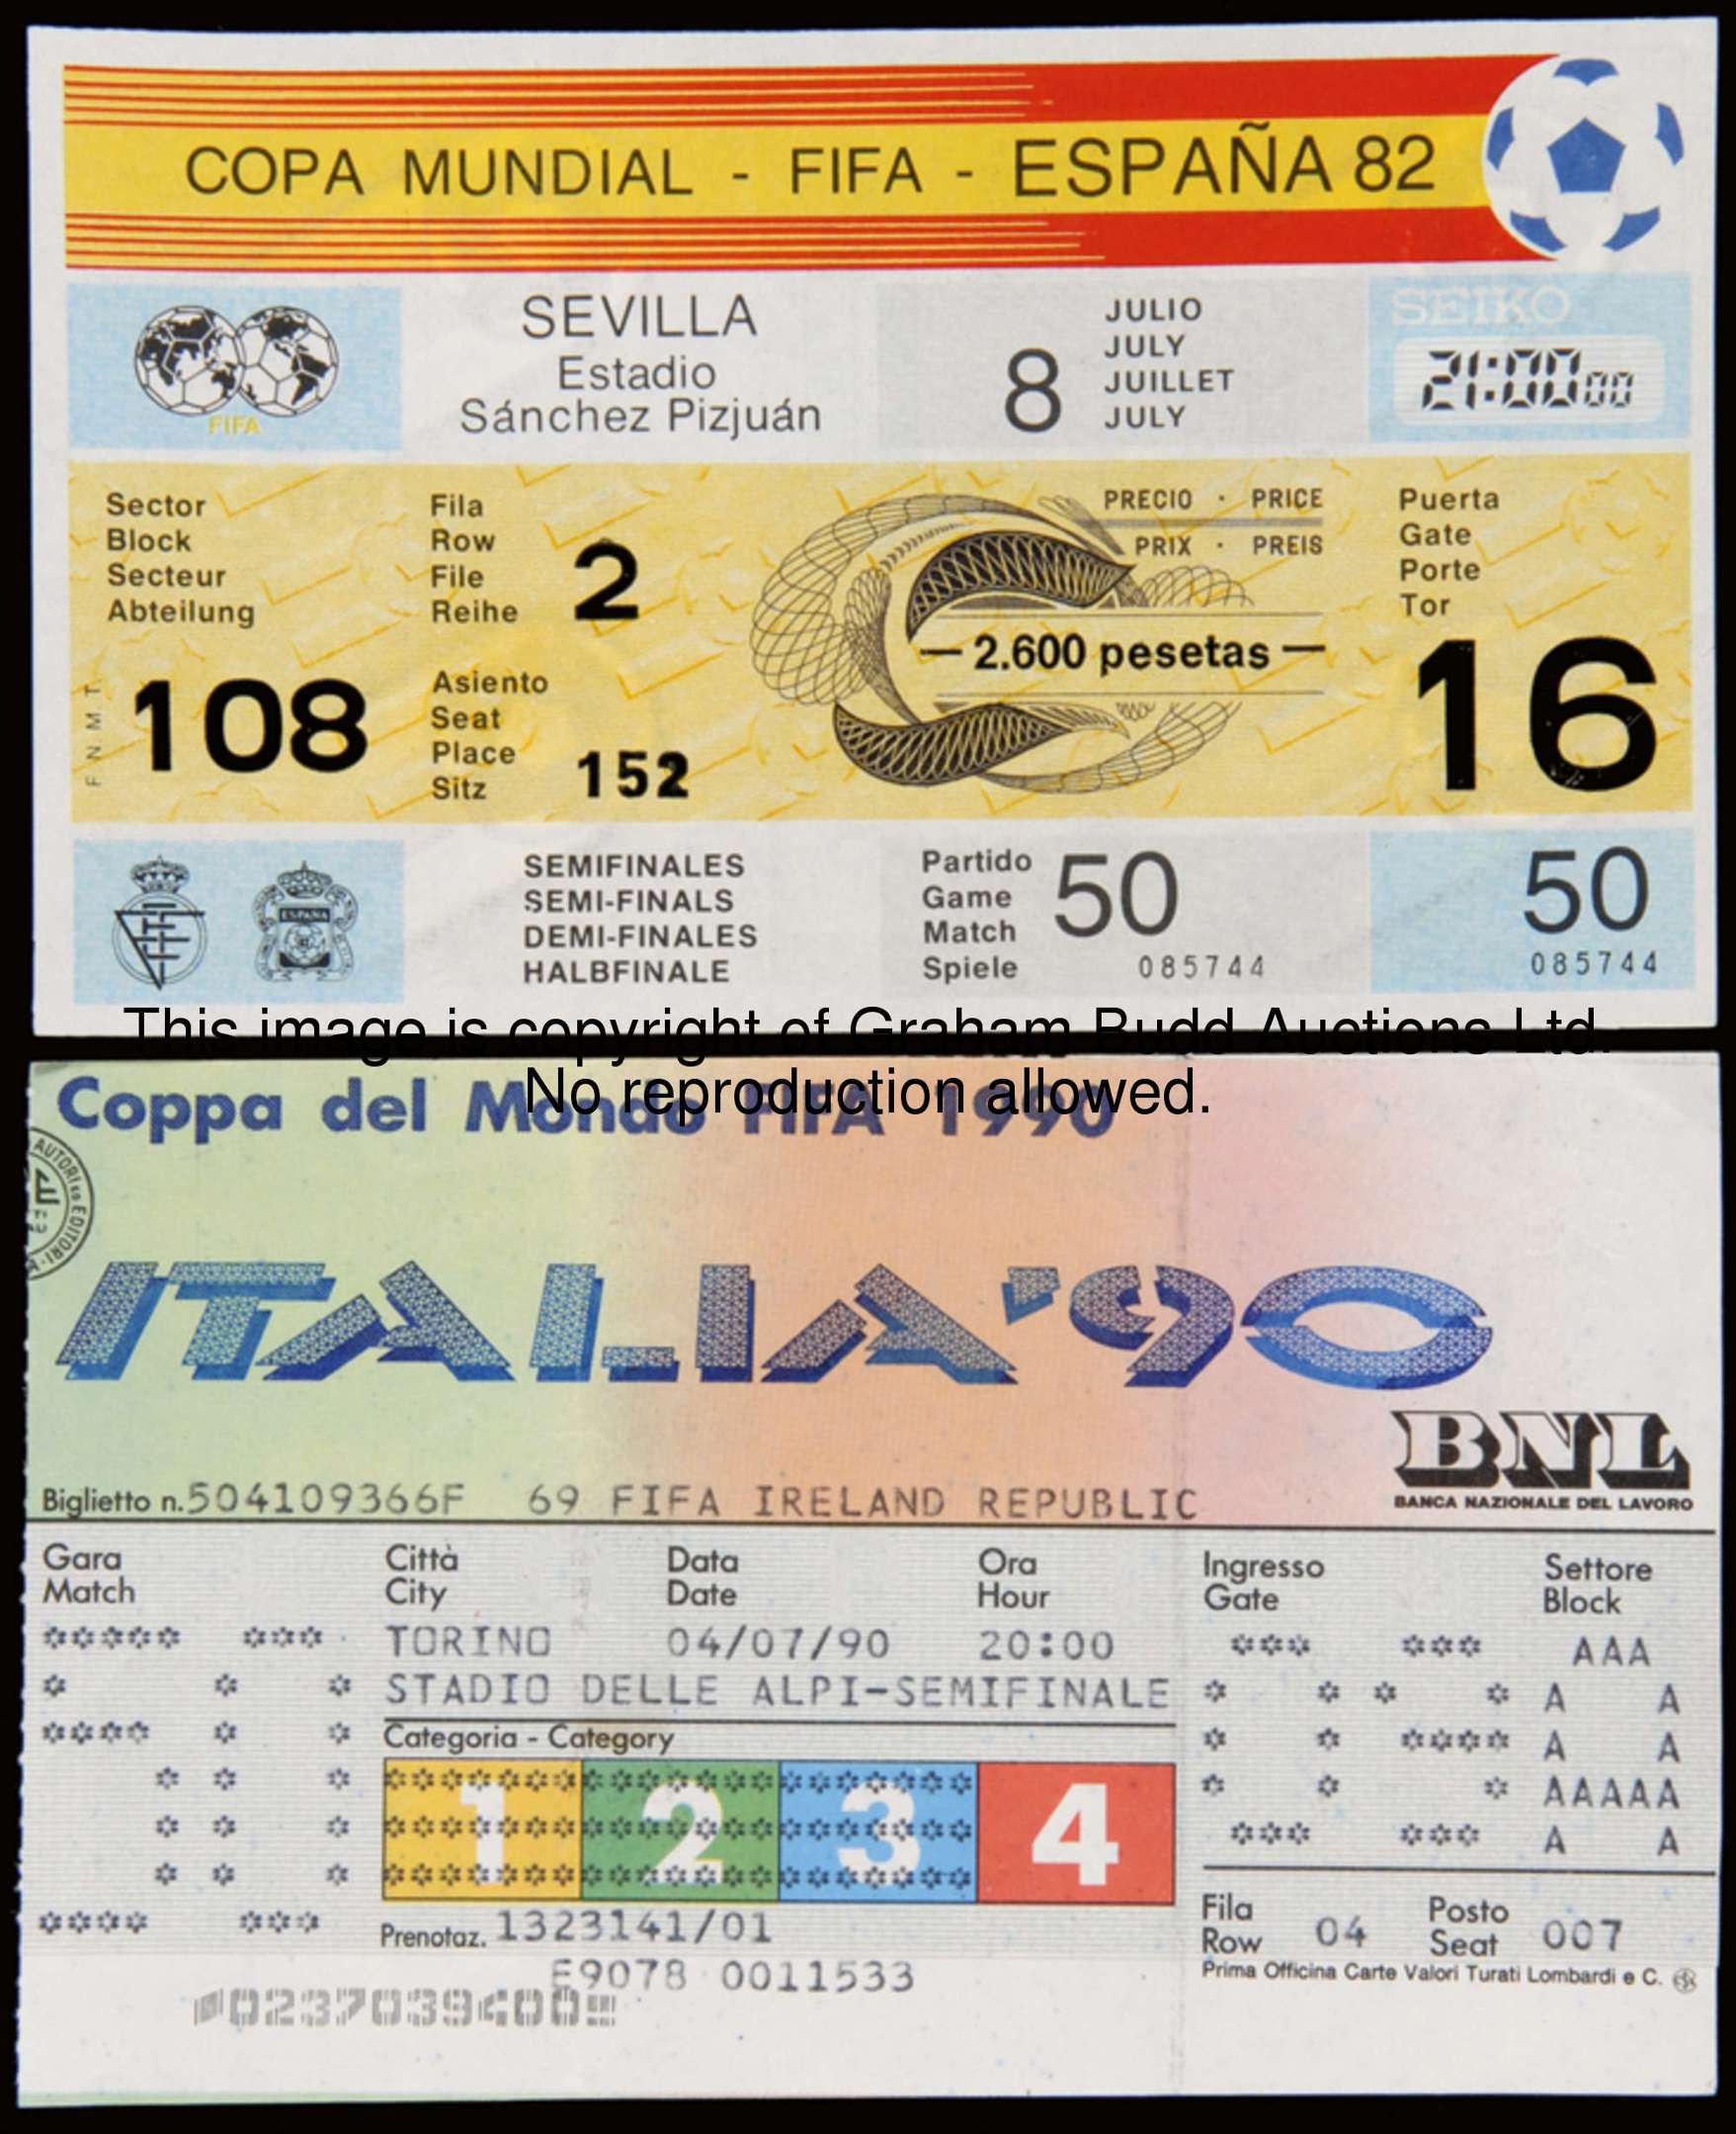 COPA MUNDIAL - FIFA - ESPAÑA 82
FIFA
SEVILLA
Estadio
Sánchez Pizjuán
8
JULIO
JULY
JUILLET
JULY
SEIKO
21:00 00
Sector
Block
Secteur
Abteilung
108
F.N.M.T.
Fila
Row
File
Reihe
2
Asiento
Seat
Place
Sitz
152
PRECIO · PRICE
PRIX · PREIS
— 2.600 pesetas —
Puerta
Gate
Porte
Tor
16
ESPAÑA
SEMIFINALES
SEMI-FINALS
DEMI-FINALES
HALBFINALE
Partido
Game
Match
Spiele
50
085744
50
085744
This image is copyright of Graham Budd Auctions Ltd.
No reproduction allowed.
Coppa del Mondo FIFA 1990
AUTORI ED EDITORI
ITALIA'90
BNL
BANCA NAZIONALE DEL LAVORO
Biglietto n. 504109366F 69 FIFA IRELAND REPUBLIC
Gara
Match
50
Città
City
TORINO
Data
Date
04/07/90
Ora
Hour
20:00
STADIO DELLE ALPI-SEMIFINALE
Categoria - Category
1 2 3 4
Prenotaz. 1323141/01
E9078 0011533
Ingresso
Gate
Settore
Block
A
Fila
Row
04
Posto
Seat
007
Prima Officina Carte Valori Turati Lombardi e C.